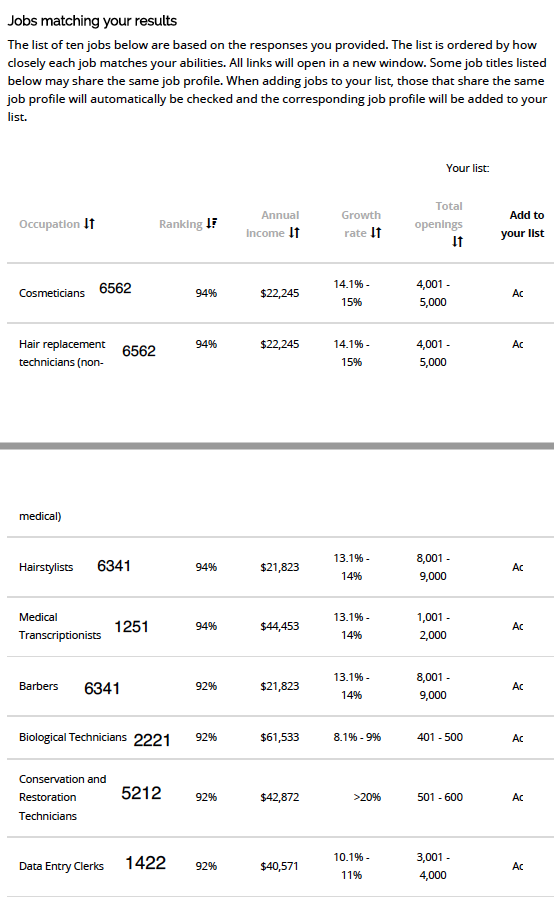 Jobs matching your results
The list of ten jobs below are based on the responses you provided. The list is ordered by how
closely each job matches your abilities. All links will open in a new window. Some job titles listed
below may share the same job profile. When adding jobs to your list, those that share the same
job profile will automatically be checked and the corresponding job profile will be added to your
list.
Your list:
Occupation Ranking Annual Income Growth rate Total openings Add to your list
Cosmeticians 6562 94% $22,245 14.1% - 15% 4,001 - 5,000 Ac
Hair replacement technicians (non- 6562 94% $22,245 14.1% - 15% 4,001 - 5,000 Ac
medical)
Hairstylists 6341 94% $21,823 13.1% - 14% 8,001 - 9,000 Ac
Medical Transcriptionists 1251 94% $44,453 13.1% - 14% 1,001 - 2,000 Ac
Barbers 6341 92% $21,823 13.1% - 14% 8,001 - 9,000 Ac
Biological Technicians 2221 92% $61,533 8.1% - 9% 401 - 500 Ac
Conservation and Restoration Technicians 5212 92% $42,872 >20% 501 - 600 Ac
Data Entry Clerks 1422 92% $40,571 10.1% - 11% 3,001 - 4,000 Ac